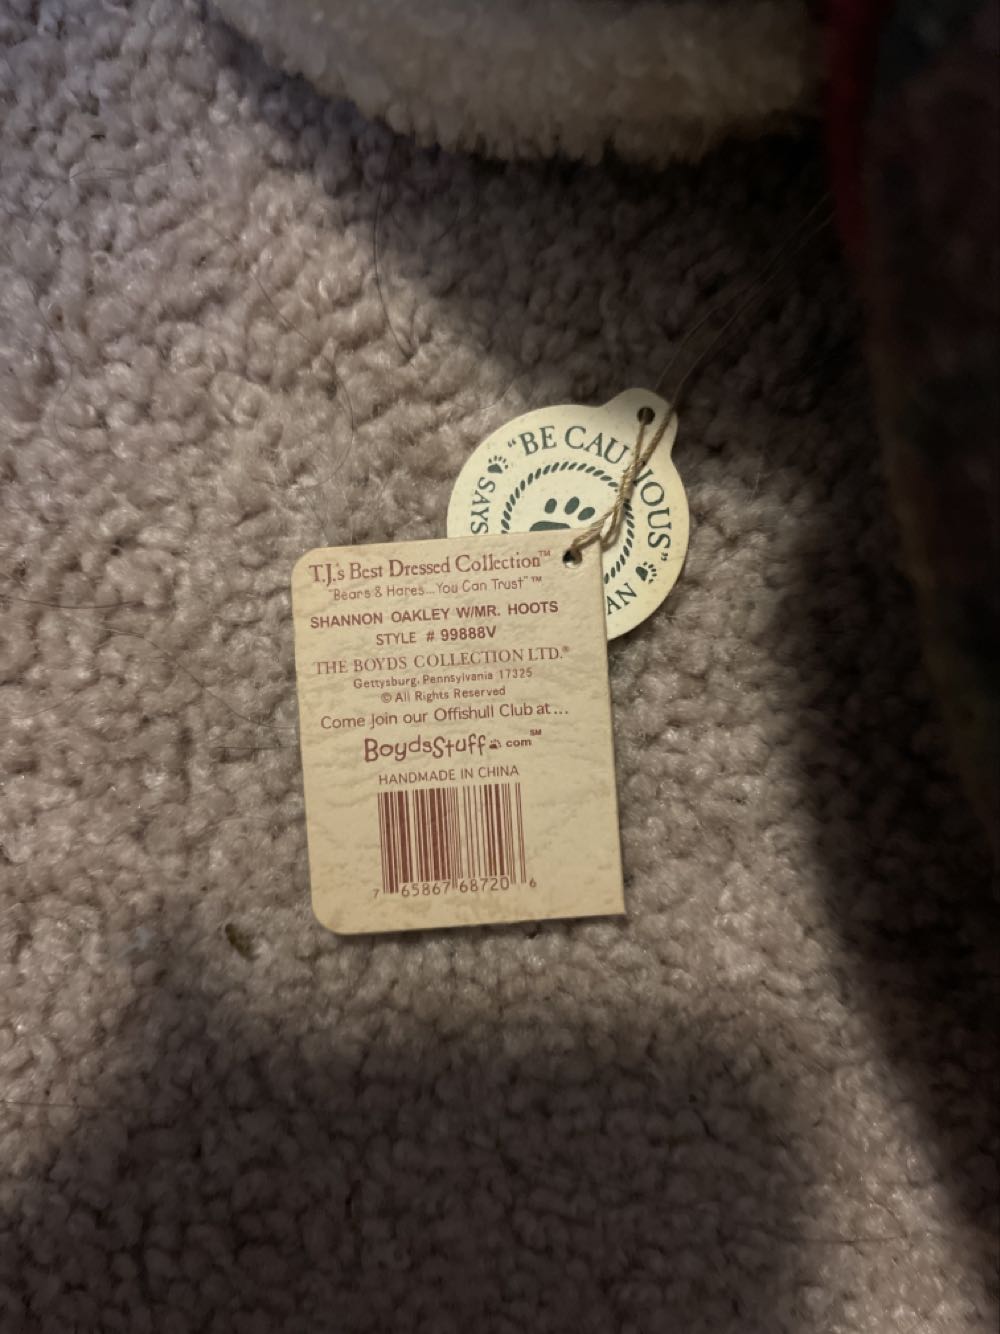 SAYS "BE CAUTIOUS"
AN
T.J.'s Best Dressed Collection™
"Bears & Hares...You Can Trust"™
SHANNON OAKLEY W/MR. HOOTS
STYLE # 99888V
THE BOYDS COLLECTION LTD.®
Gettysburg, Pennsylvania 17325
© All Rights Reserved
Come join our Offishull Club at...
BoydsStuff.com℠
HANDMADE IN CHINA
7 65867 68720 6